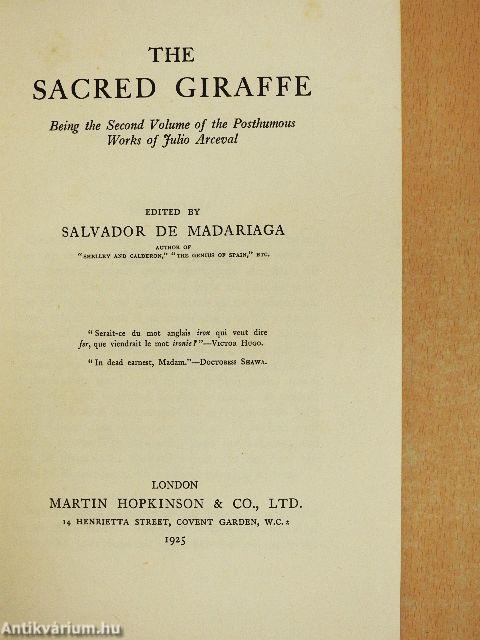 THE
SACRED GIRAFFE
Being the Second Volume of the Posthumous
Works of Julio Arceval
EDITED BY
SALVADOR DE MADARIAGA
AUTHOR OF
"SHELLEY AND CALDERON," "THE GENIUS OF SPAIN," ETC.
"Serait-ce du mot anglais iron qui veut dire
fer, que viendrait le mot ironie?"—VICTOR HUGO.
"In dead earnest, Madam."—DOCTORESS SHAWA.
LONDON
MARTIN HOPKINSON & CO., LTD.
14 HENRIETTA STREET, COVENT GARDEN, W.C.2
1925
Antikvárium.hu